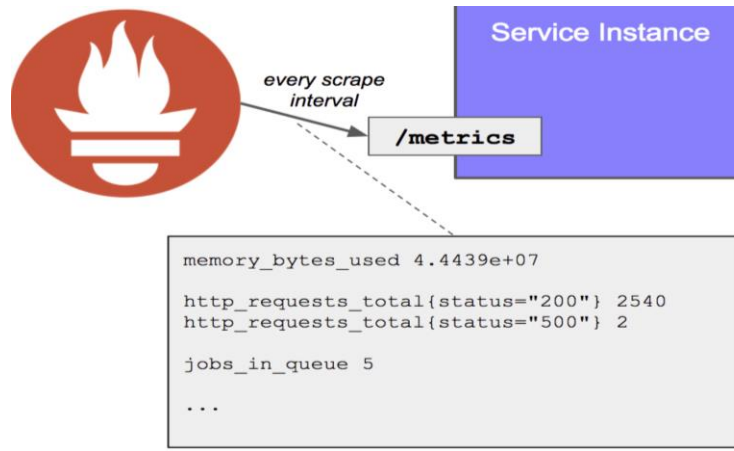 Service Instance
every scrape
interval
/metrics
memory_bytes_used 4.4439e+07
http_requests_total{status="200"} 2540
http_requests_total{status="500"} 2
jobs_in_queue 5
...